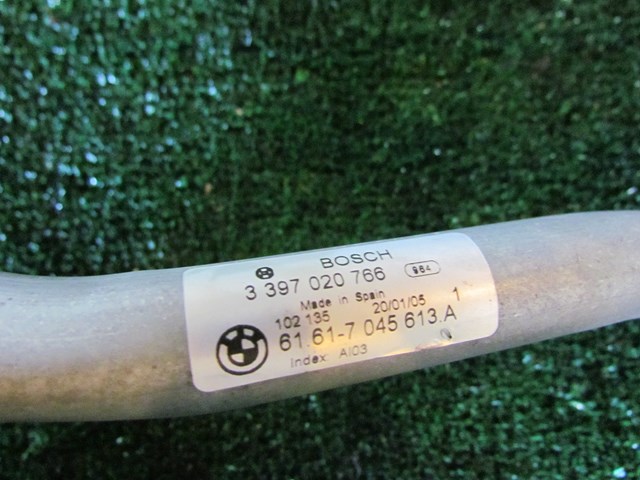 BOSCH
3 397 020 766 964
Made in Spain
102 135 20/01/05 1
61.61-7 045 613.A
Index AI03